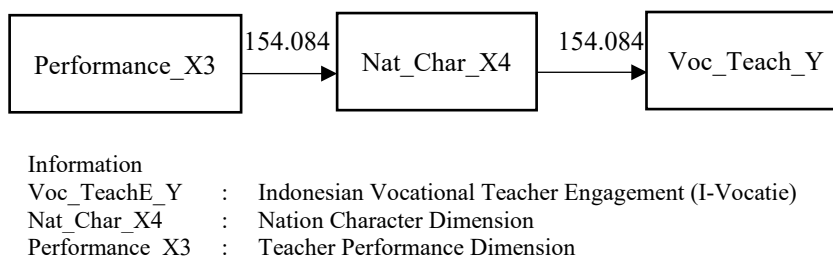 154.084
154.084
Performance_X3
Nat_Char_X4
Voc_Teach_Y
Information
Voc_TeachE_Y : Indonesian Vocational Teacher Engagement (I-Vocatie)
Nat_Char_X4 : Nation Character Dimension
Performance_X3 : Teacher Performance Dimension